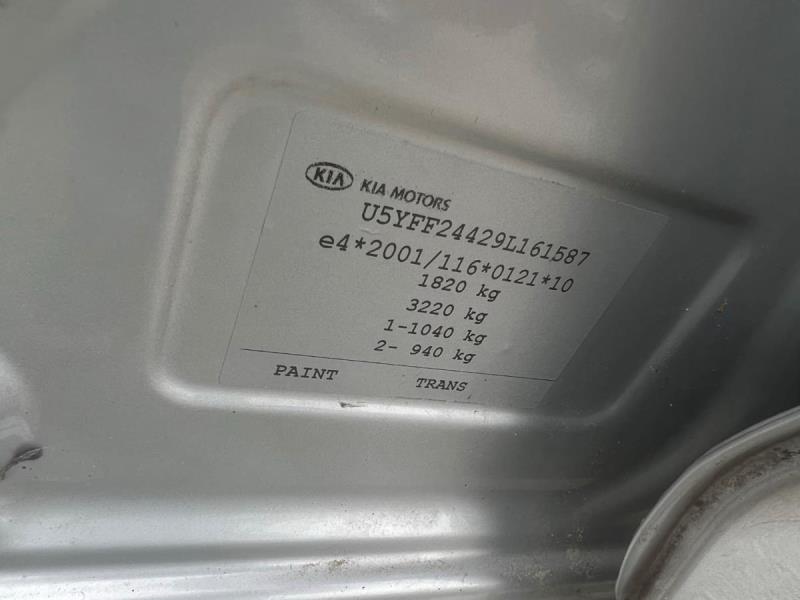 KIA KIA MOTORS
U5YFF24429L161587
e4*2001/116*0121*10
1820 kg
3220 kg
1-1040 kg
2- 940 kg
PAINT TRANS